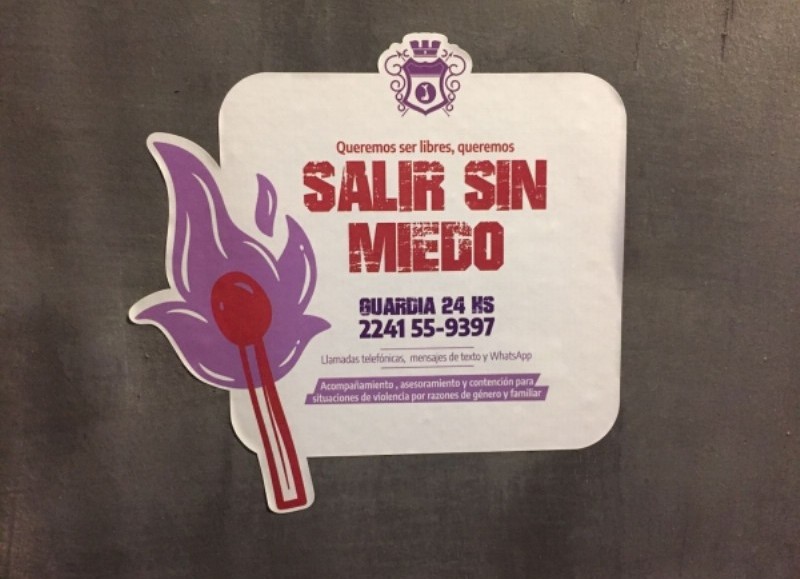 Queremos ser libres, queremos
SALIR SIN
MIEDO
GUARDIA 24 HS
2241 55-9397
Llamadas telefónicas, mensajes de texto y WhatsApp
Acompañamiento , asesoramiento y contención para
situaciones de violencia por razones de género y familiar